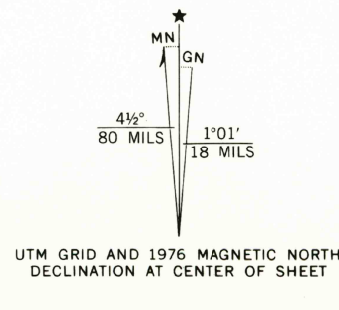 ★
MN
GN
4½°
80 MILS
1°01′
18 MILS
UTM GRID AND 1976 MAGNETIC NORTH
DECLINATION AT CENTER OF SHEET